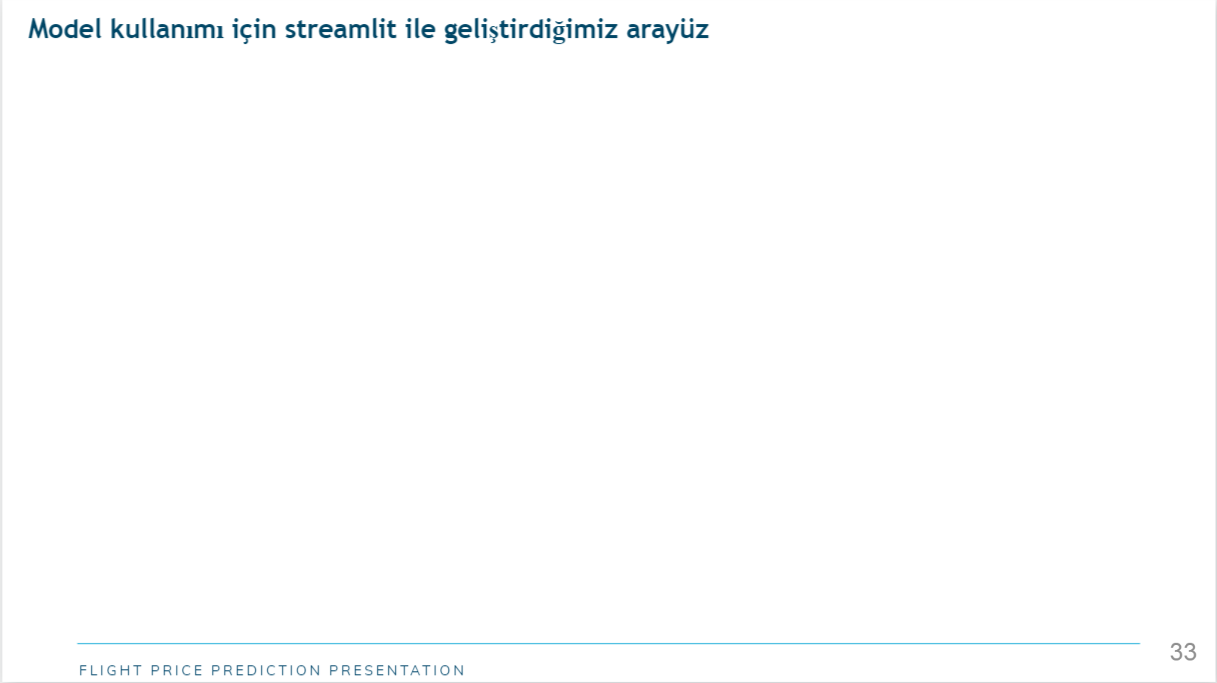 Model kullanımı için streamlit ile geliştirdiğimiz arayüz
33
FLIGHT PRICE PREDICTION PRESENTATION